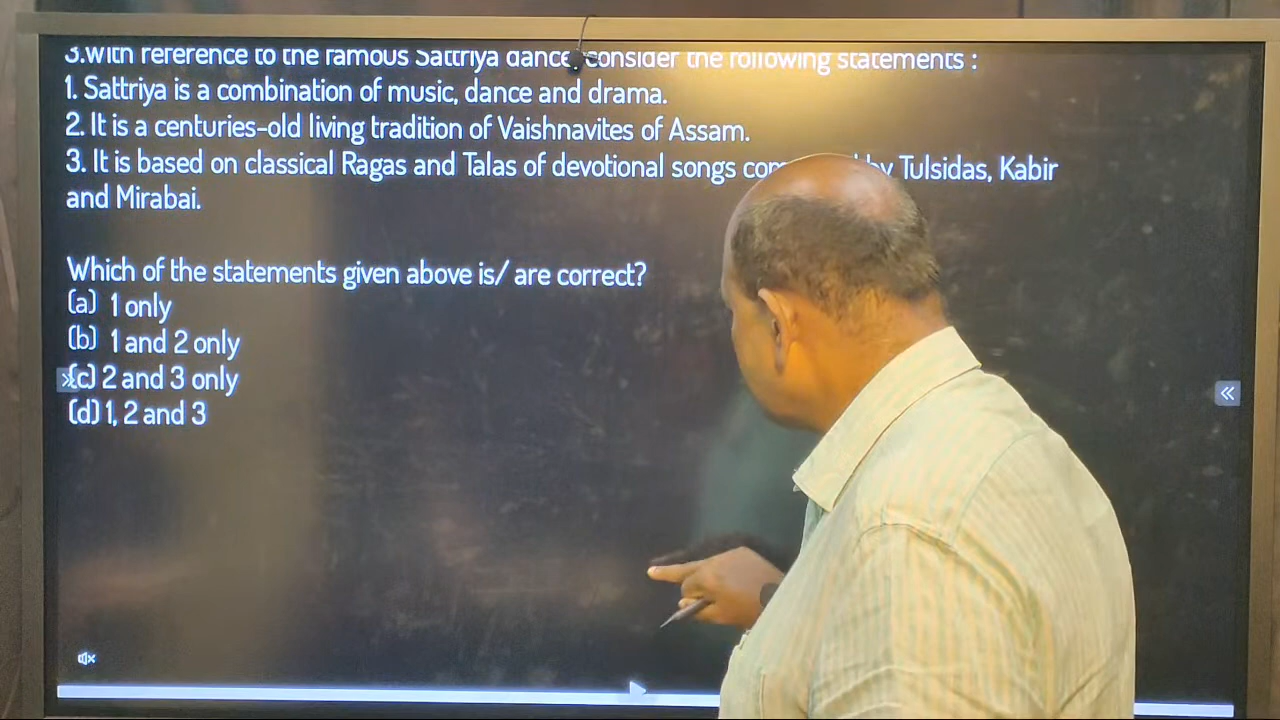 3.With reference to the famous Sattriya dance, consider the following statements :
1. Sattriya is a combination of music, dance and drama.
2. It is a centuries-old living tradition of Vaishnavites of Assam.
3. It is based on classical Ragas and Talas of devotional songs by Tulsidas, Kabir
and Mirabai.
Which of the statements given above is/ are correct?
(a) 1 only
(b) 1 and 2 only
(c) 2 and 3 only
(d) 1, 2 and 3